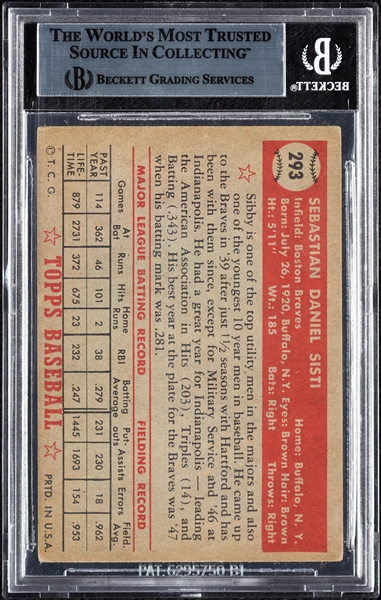 THE WORLD'S MOST TRUSTED
SOURCE IN COLLECTING™
BECKETT GRADING SERVICES
BECKETT
293
SEBASTIAN DANIEL SISTI
Infield: Boston Braves Home: Buffalo, N. Y.
Born: July 26, 1920, Buffalo, N.Y. Eyes: Brown Hair: Brown
Ht.: 5'11" Wt.: 185 Bats: Right Throws: Right
Sibby is one of the top utility men in the majors and also
one of the youngest 10 year men in baseball. He came up
to the Braves in '39 after just 1½ seasons with Hartford and has
been with them since, except for Military Service and '46 at
Indianapolis. He had a great year for Indianapolis in leading
the American Association in Hits (203), Triples (14), and
Batting (.343). His best year at the plate for the Braves was '47
when his batting mark was .281.
MAJOR LEAGUE BATTING RECORD FIELDING RECORD
Games At Bat Runs Hits Home Runs RBI Batting Average Put-outs Assists Errors Field. Avg.
PAST YEAR 114 362 46 101 2 38 .279 231 230 18 .962
LIFE-TIME 879 2731 372 675 23 232 .247 1445 1693 154 .953
© T. C. G. TOPPS BASEBALL PRTD. IN U.S.A.
PAT. 6295750 B1